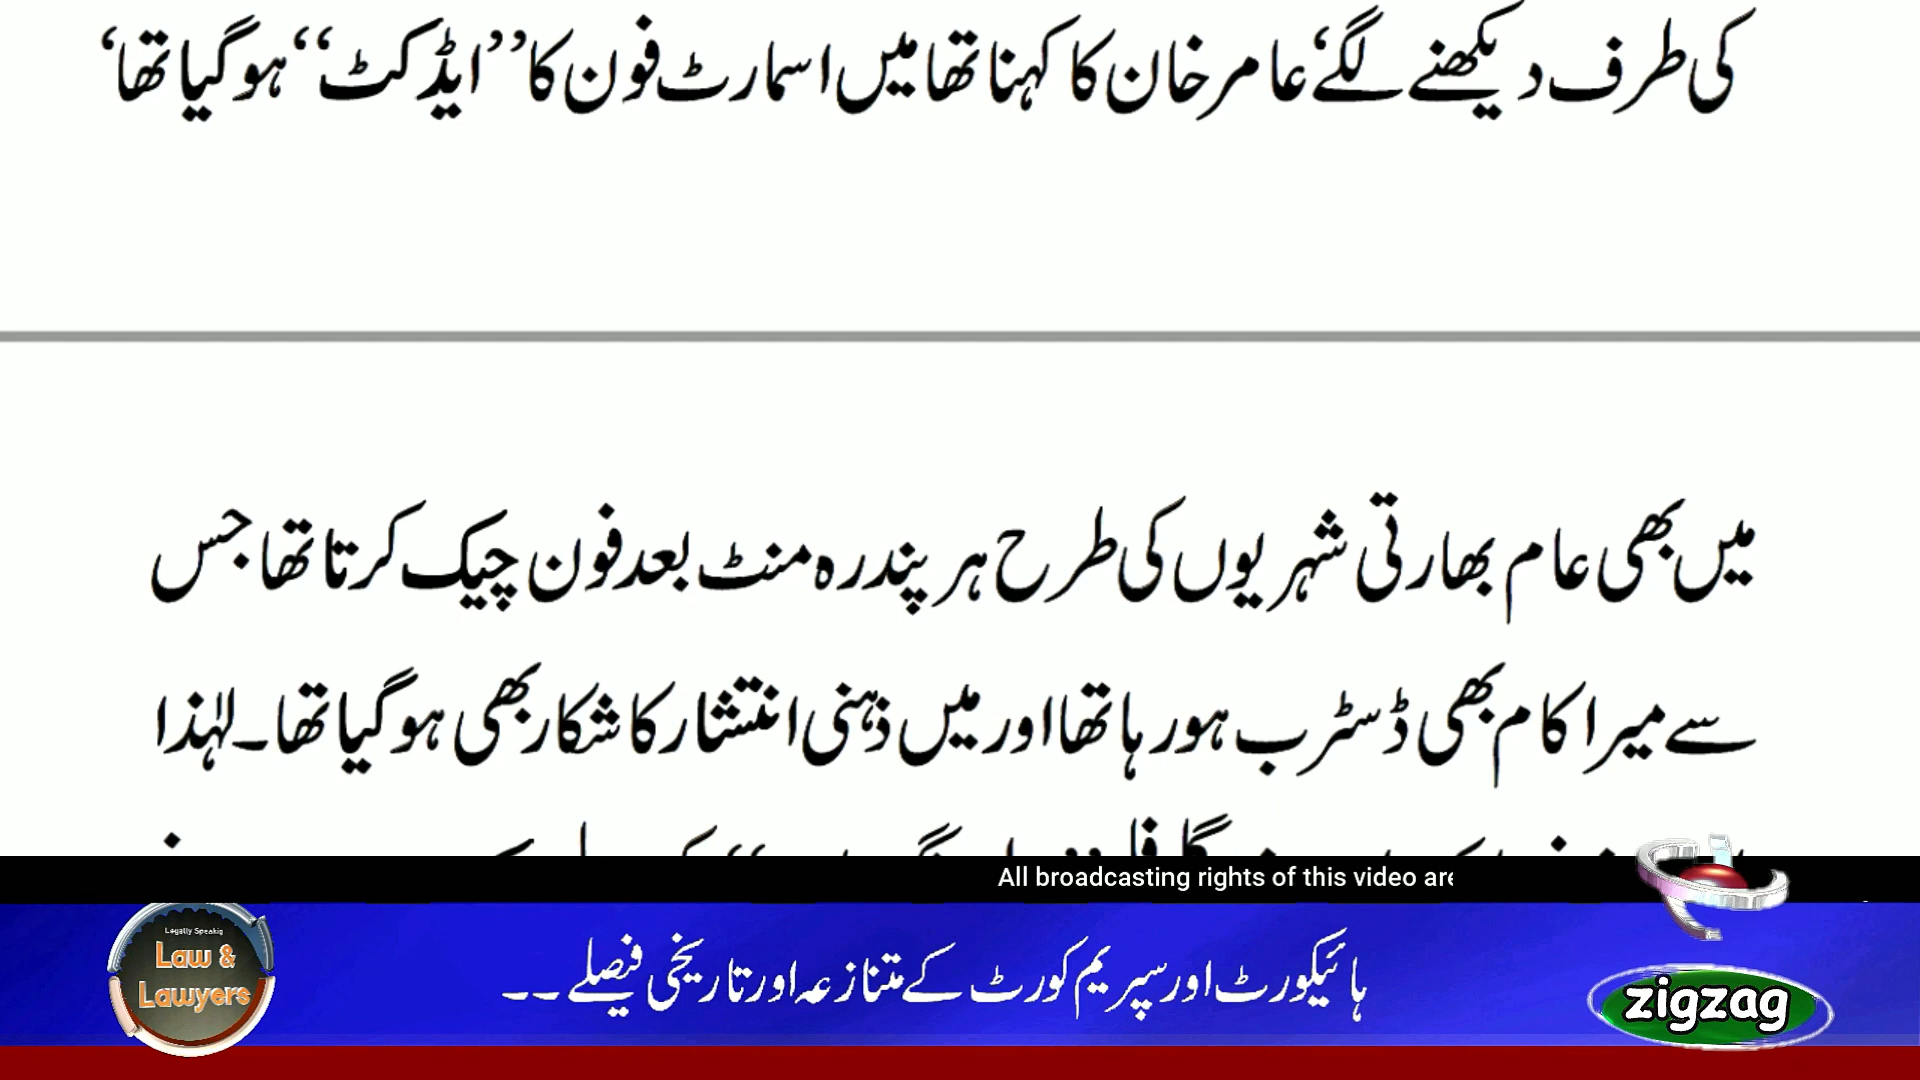 کی طرف دیکھنے لگے‘ عامر خان کا کہنا تھا میں اسمارٹ فون کا ’’ایڈکٹ‘‘ ہوگیا تھا‘
میں بھی عام بھارتی شہریوں کی طرح ہر پندرہ منٹ بعد فون چیک کرتا تھا جس
سے میرا کام بھی ڈسٹرب ہورہا تھا اور میں ذہنی انتشار کا شکار بھی ہوگیا تھا۔ لہٰذا
All broadcasting rights of this video are
Legally Speakig
Law &
Lawyers
ہائیکورٹ اور سپریم کورٹ کے متنازعہ اور تاریخی فیصلے ۔۔
zigzag